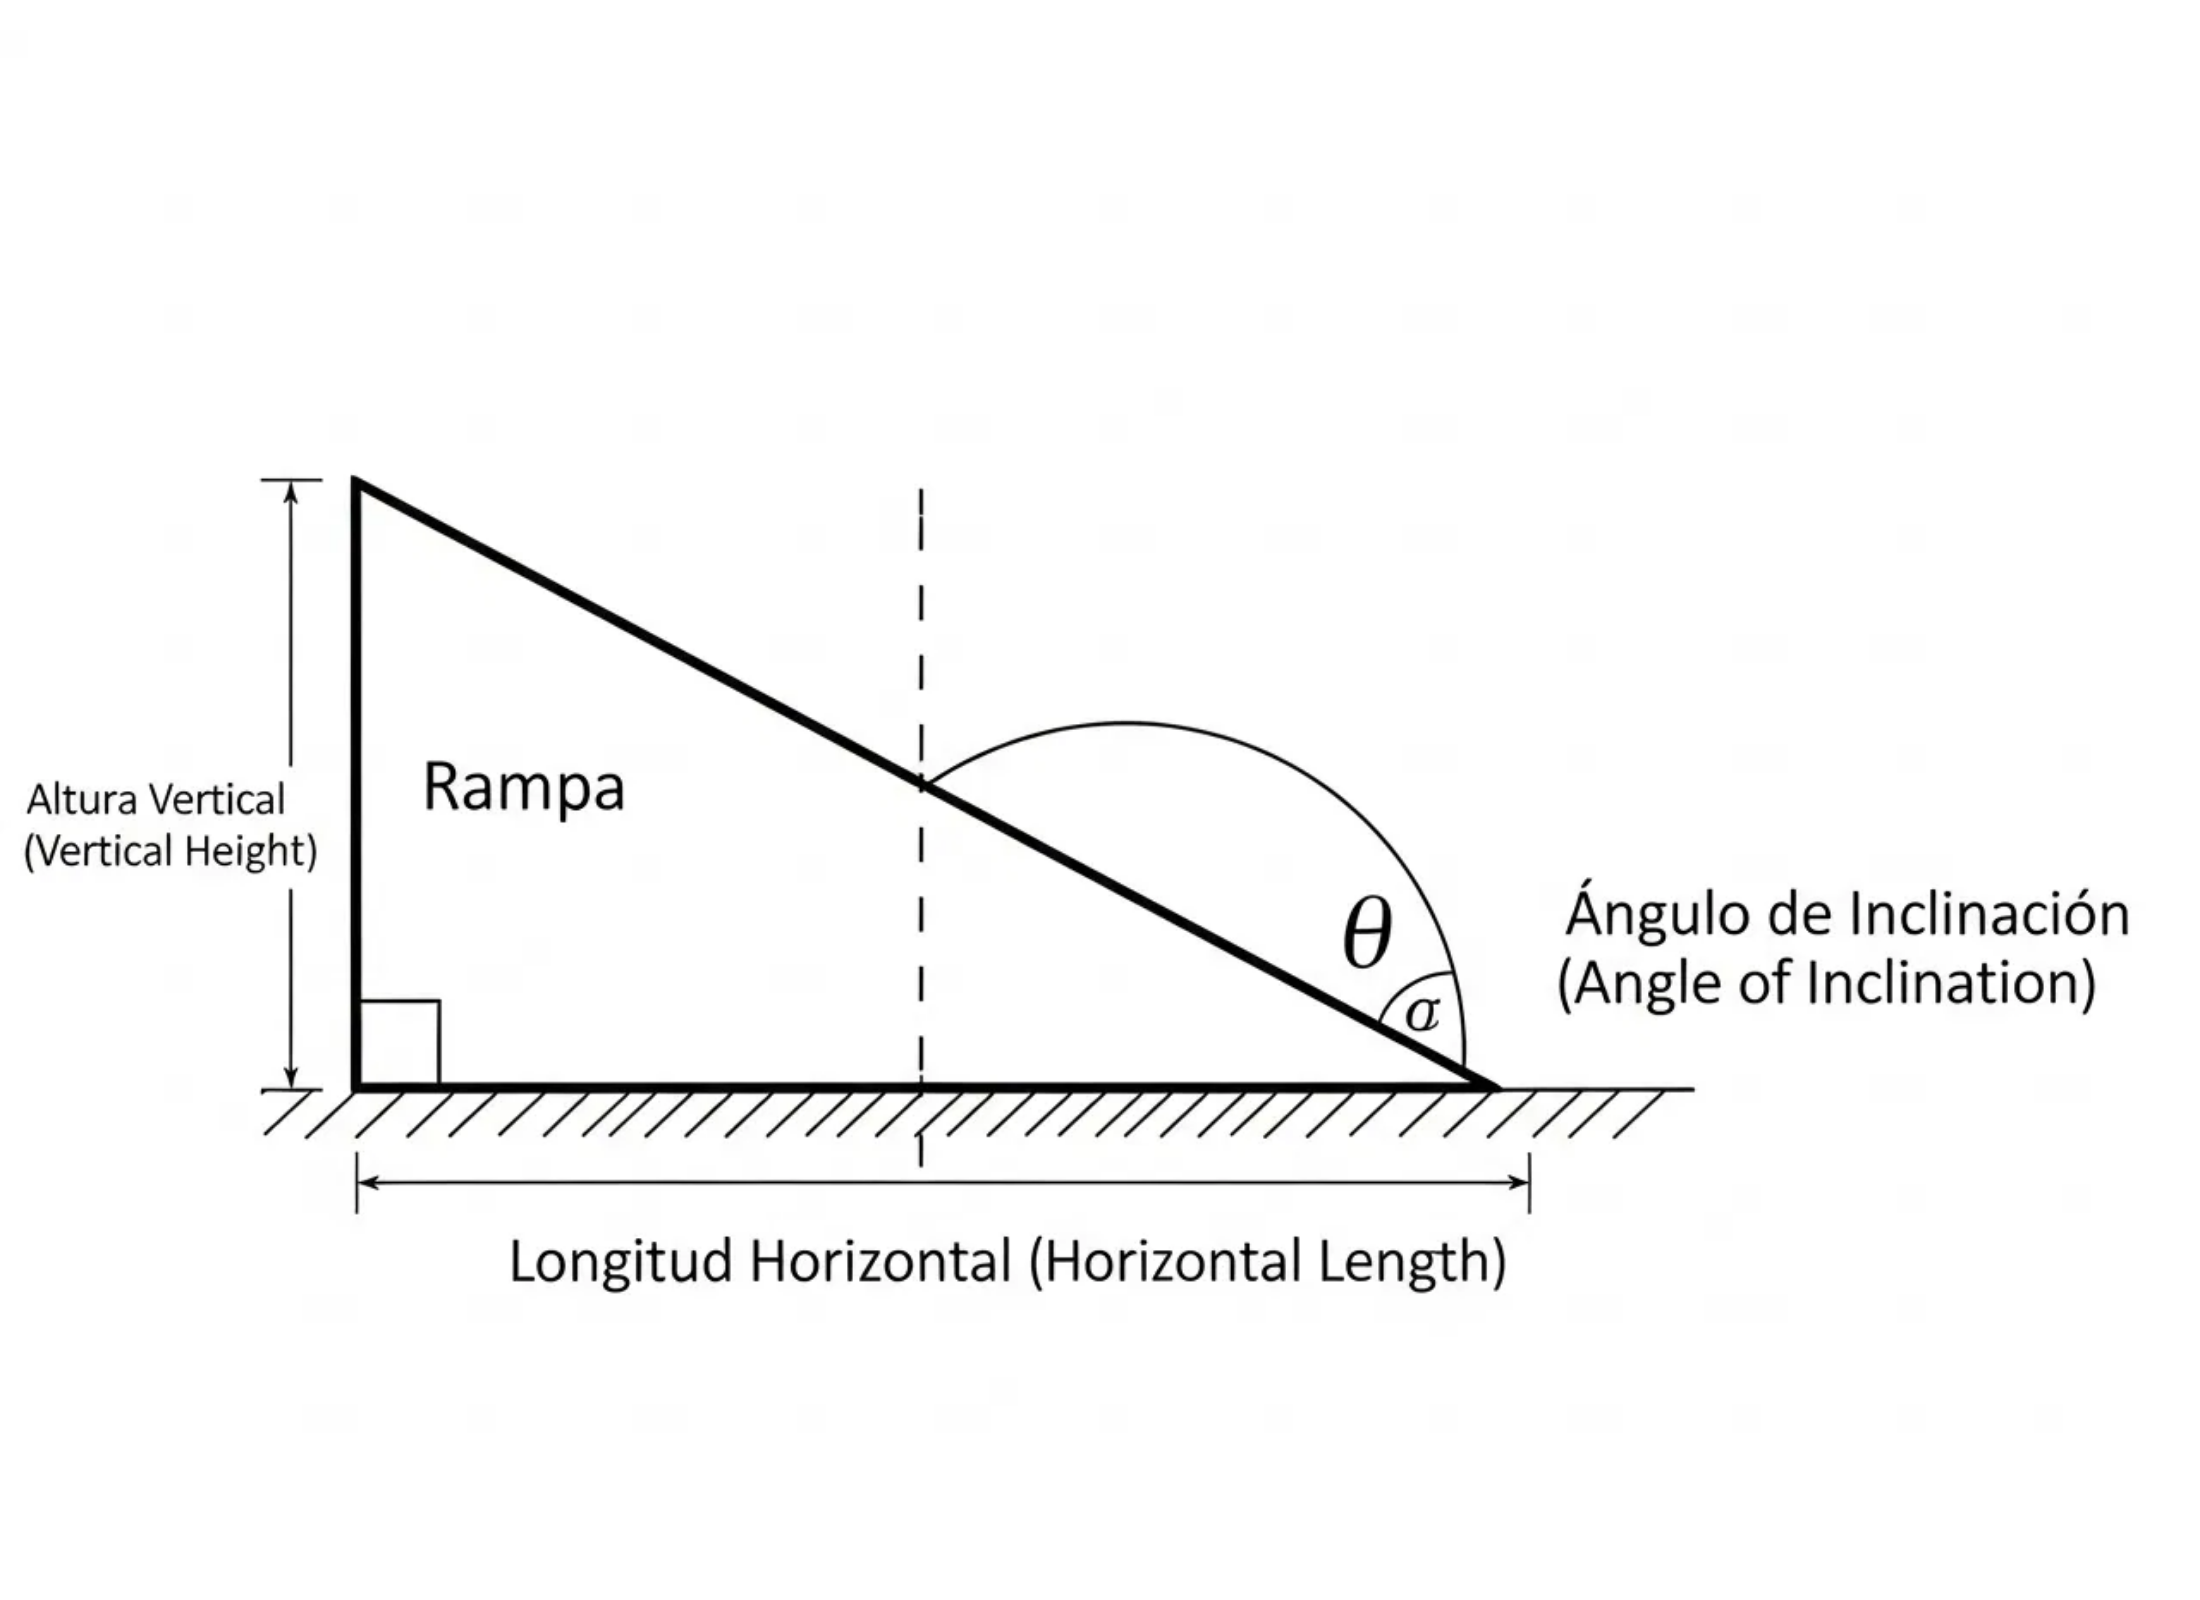 Rampa
Altura Vertical
(Vertical Height)
θ
α
Ángulo de Inclinación
(Angle of Inclination)
Longitud Horizontal (Horizontal Length)